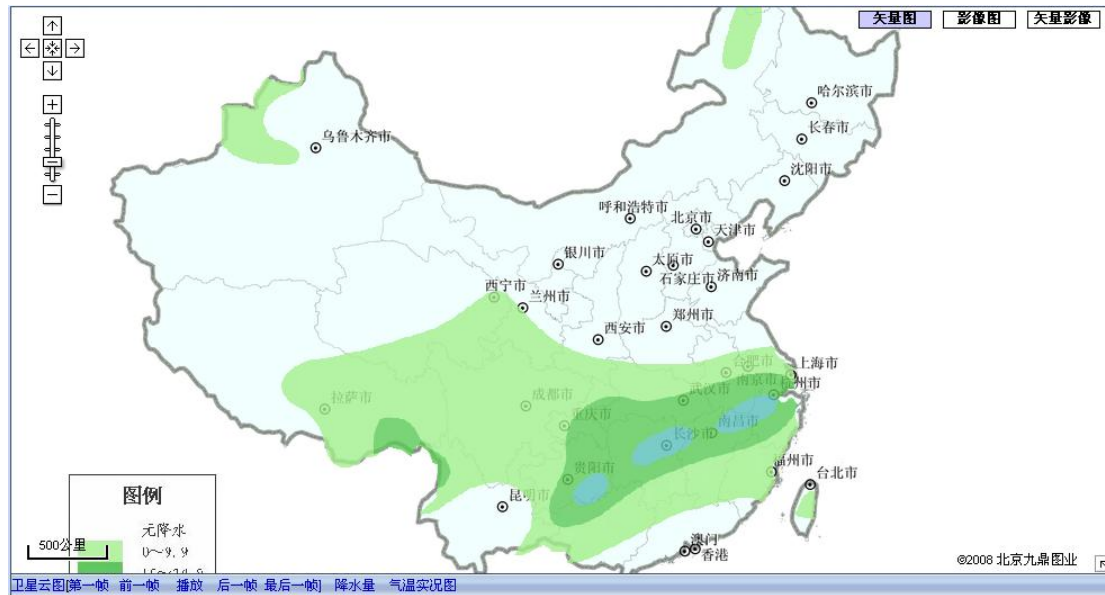 矢量图 影像图 矢量影像
哈尔滨市
长春市
乌鲁木齐市
沈阳市
呼和浩特市
北京市
天津市
银川市
太原市
石家庄市
济南市
西宁市
兰州市
西安市
郑州市
合肥市
上海市
南京市
杭州市
拉萨市
成都市
武汉市
重庆市
南昌市
长沙市
贵阳市
福州市
台北市
昆明市
图例
无降水
0～9.9
500公里
澳门
香港
©2008 北京九鼎图业
卫星云图[第一帧 前一帧 播放 后一帧 最后一帧] 降水量 气温实况图